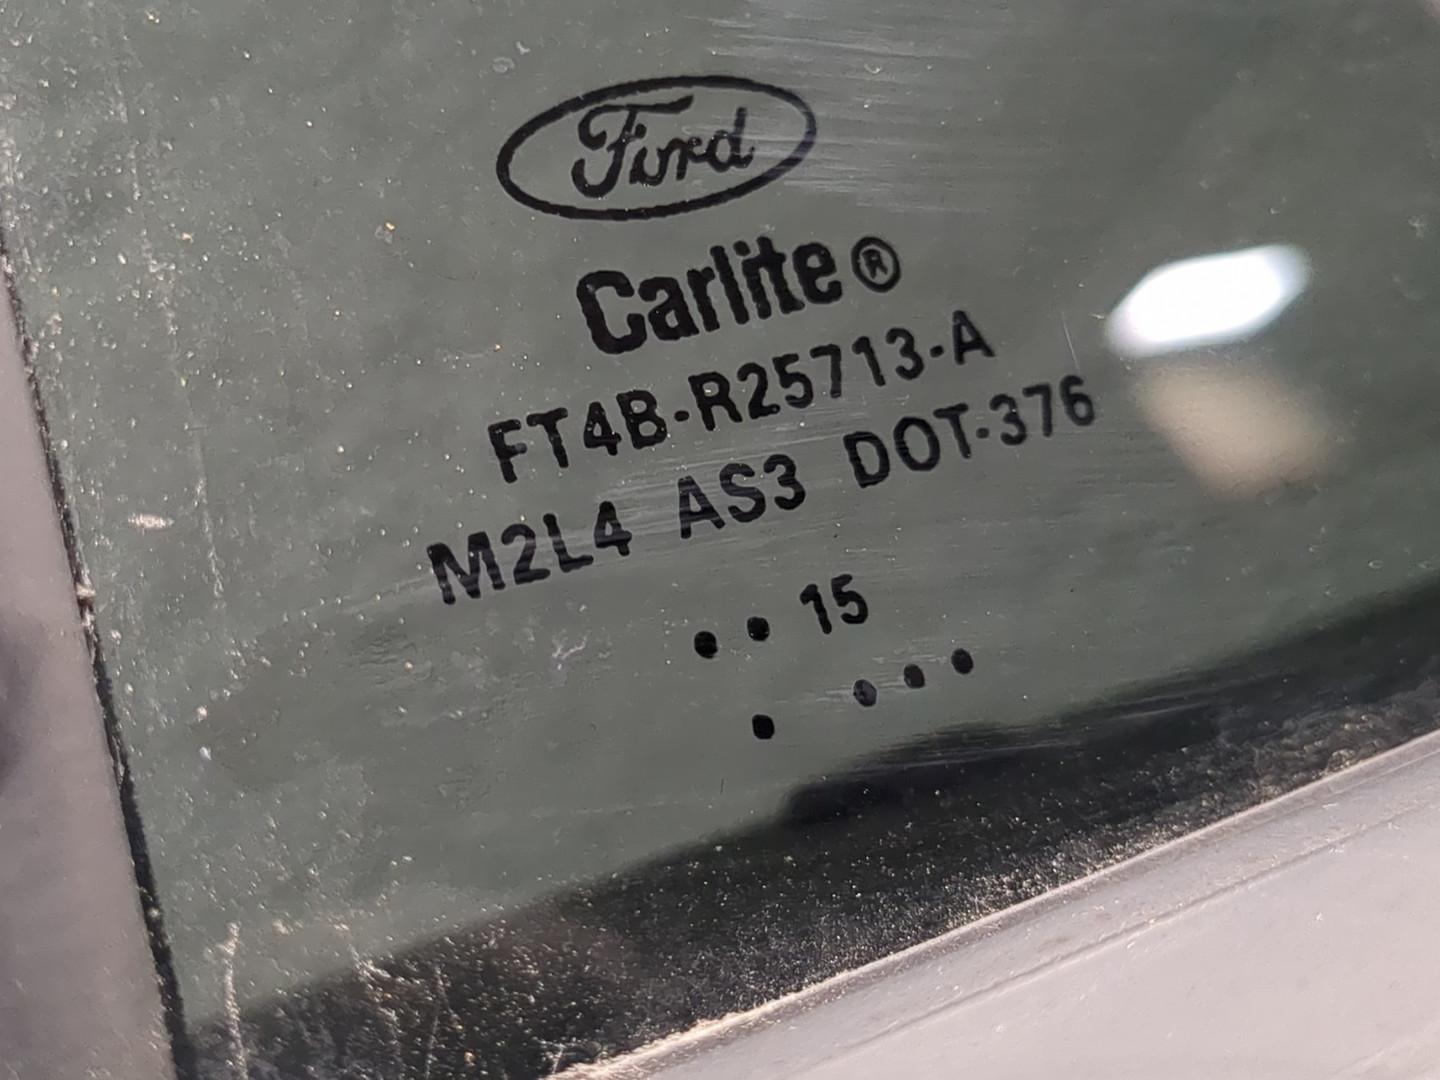 Ford
Carlite®
FT4B-R25713-A
M2L4 AS3 DOT-376
•• 15
• •••